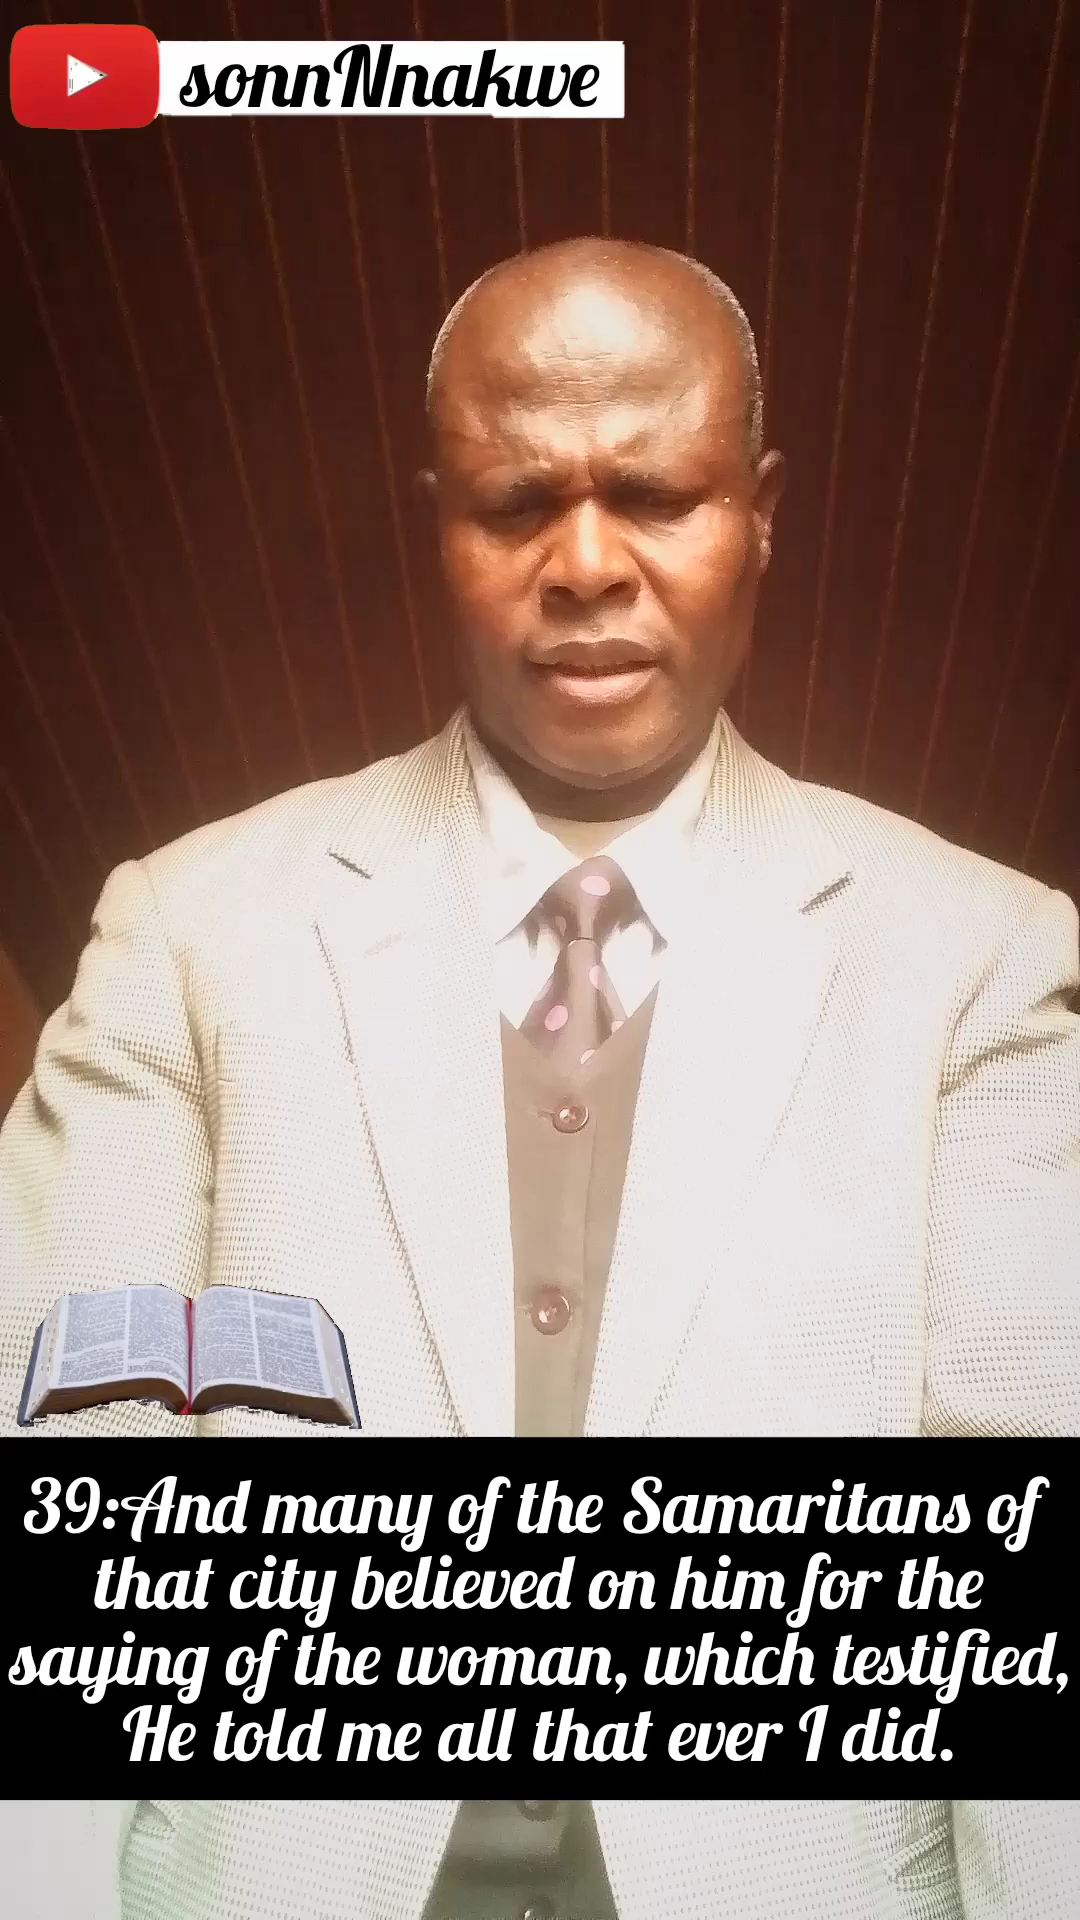 sonnNnakwe
39:And many of the Samaritans of
that city believed on him for the
saying of the woman, which testified,
He told me all that ever I did.